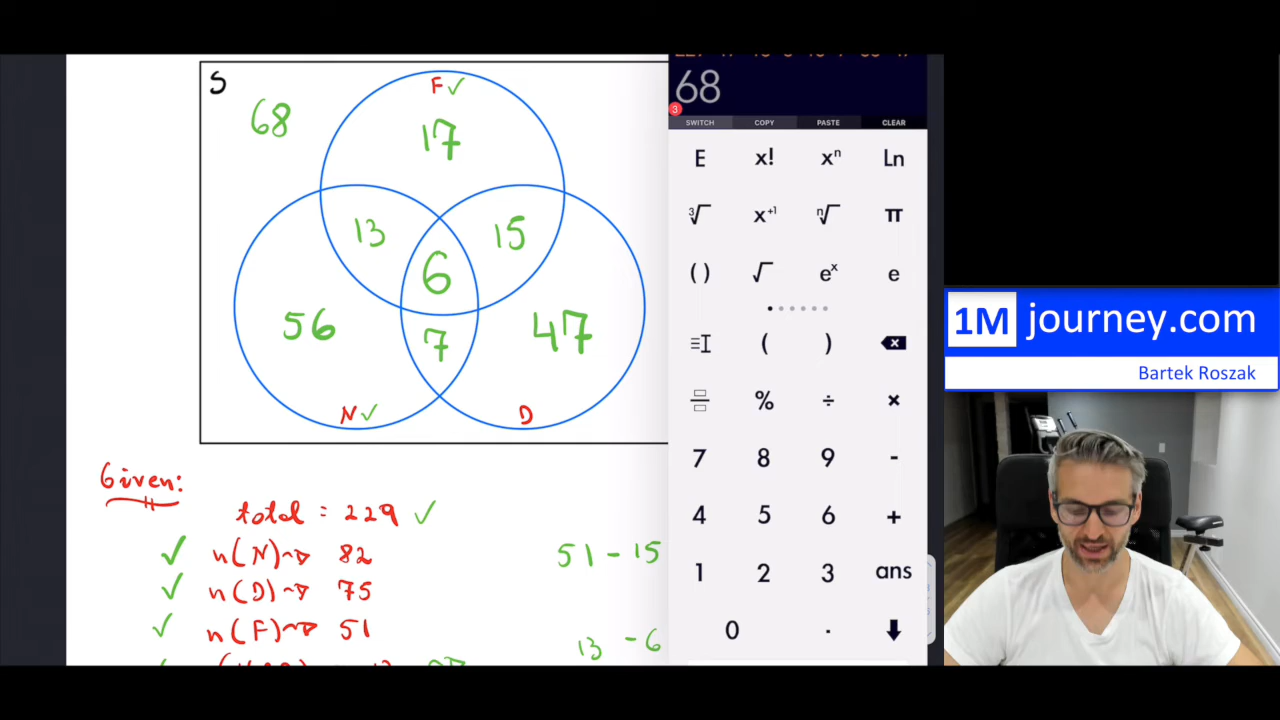 S
F ✓
68
17
13
15
6
56
7
47
N ✓
D
Given:
total = 229 ✓
✓ n(N) → 82
✓ n(D) → 75
✓ n(F) → 51
51 - 15
13 - 6
68
3
SWITCH COPY PASTE CLEAR
E x! xⁿ Ln
³√ x⁺¹ ⁿ√ π
( ) √ eˣ e
( )
% ÷ ×
7 8 9 -
4 5 6 +
1 2 3 ans
0 .
1M journey.com
Bartek Roszak